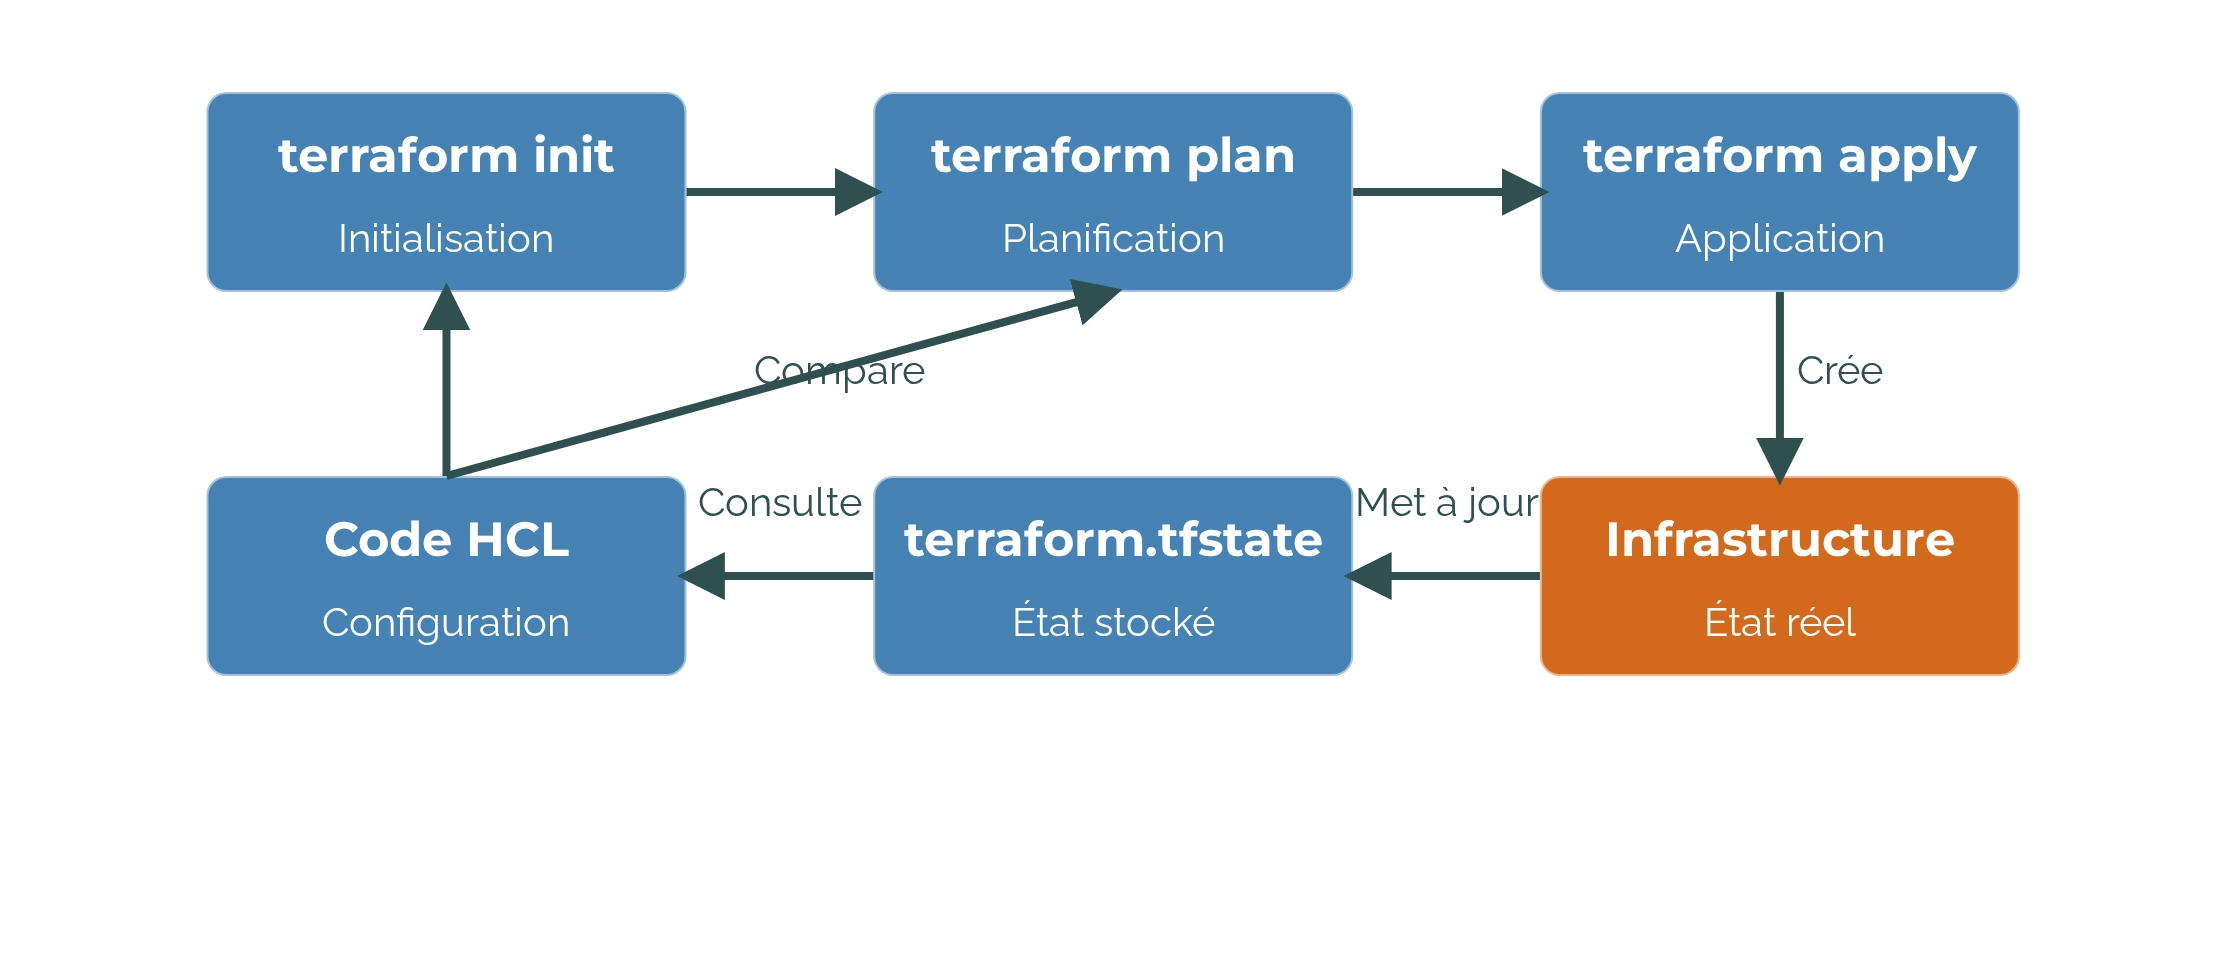 terraform init
Initialisation
terraform plan
Planification
terraform apply
Application
Compare
Crée
Code HCL
Configuration
Consulte
terraform.tfstate
État stocké
Met à jour
Infrastructure
État réel